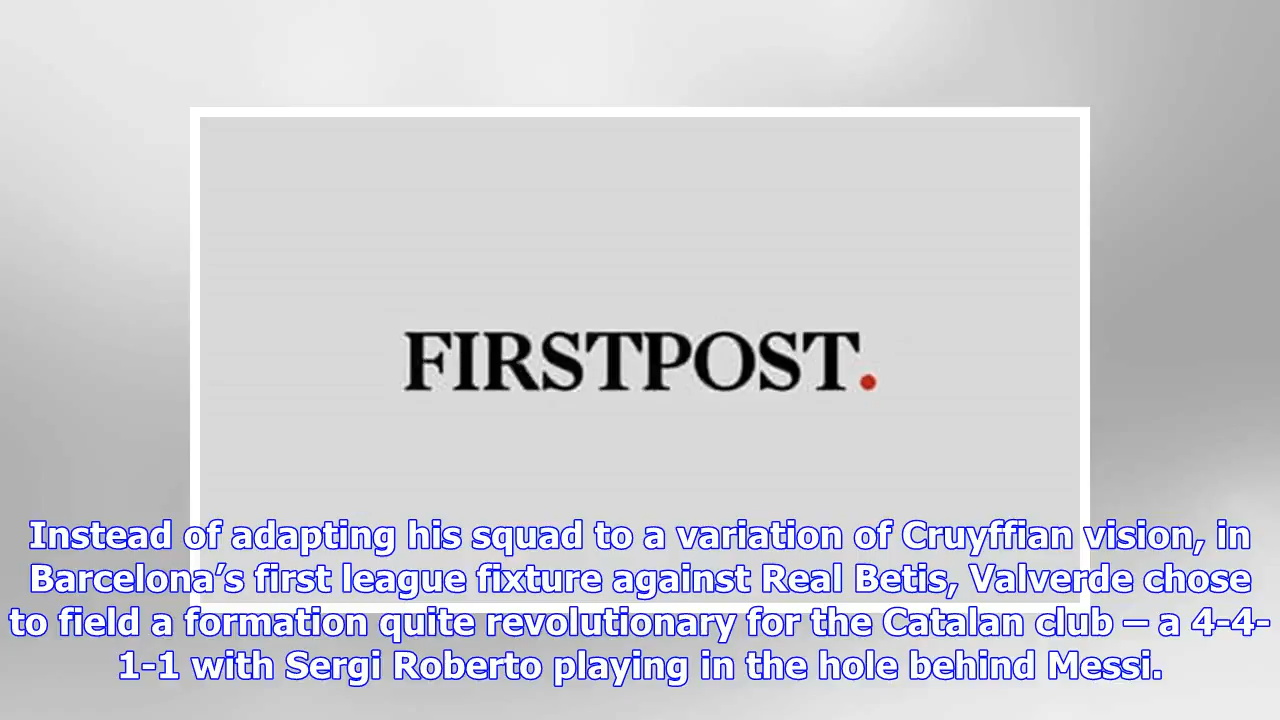 FIRSTPOST.
Instead of adapting his squad to a variation of Cruyffian vision, in
Barcelona’s first league fixture against Real Betis, Valverde chose
to field a formation quite revolutionary for the Catalan club — a 4-4-
1-1 with Sergi Roberto playing in the hole behind Messi.